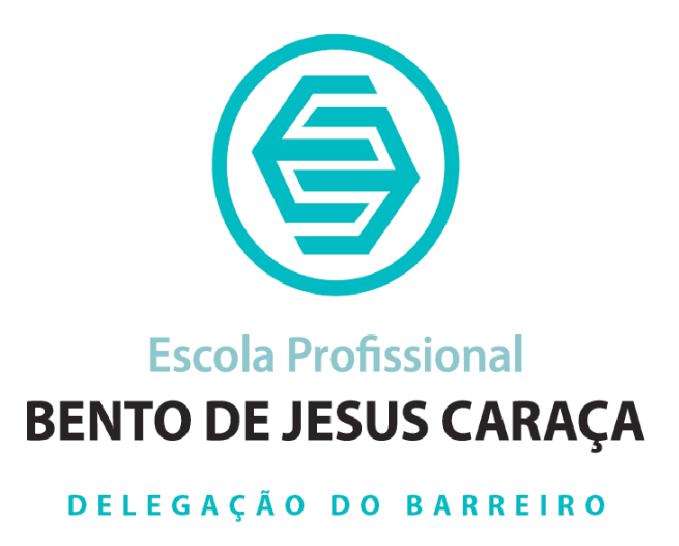 Escola Profissional
BENTO DE JESUS CARAÇA
DELEGAÇÃO DO BARREIRO